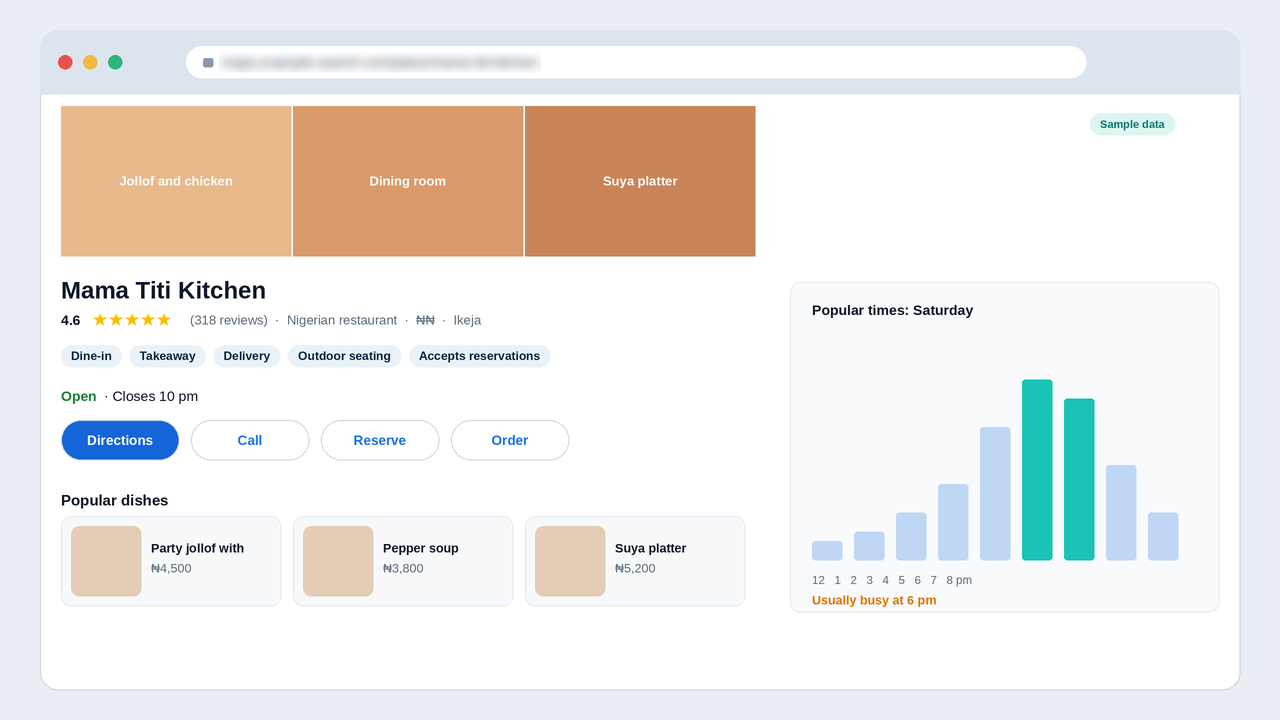 Sample data
Jollof and chicken
Dining room
Suya platter
Mama Titi Kitchen
4.6 ★★★★★ (318 reviews) · Nigerian restaurant · ₦₦ · Ikeja
Dine-in Takeaway Delivery Outdoor seating Accepts reservations
Open · Closes 10 pm
Directions Call Reserve Order
Popular dishes
Party jollof with
₦4,500
Pepper soup
₦3,800
Suya platter
₦5,200
Popular times: Saturday
12 1 2 3 4 5 6 7 8 pm
Usually busy at 6 pm